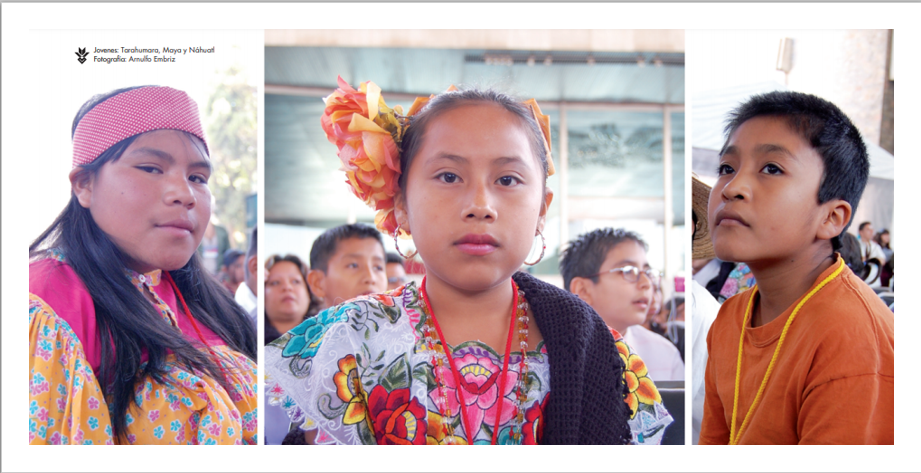 Jovenes: Tarahumara, Maya y Náhuatl
Fotografía: Arnulfo Embriz